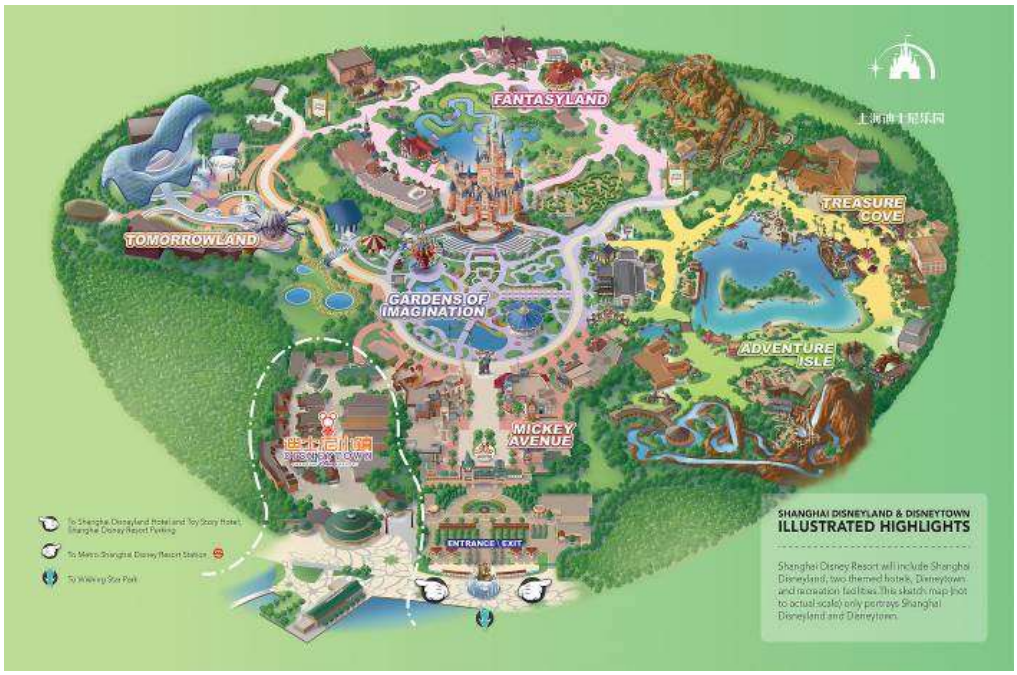 上海迪士尼乐园
FANTASYLAND
TREASURE
COVE
TOMORROWLAND
GARDENS OF
IMAGINATION
ADVENTURE
ISLE
MICKEY
AVENUE
迪士尼小镇
DISNEYTOWN
ENTRANCE \ EXIT
To Shanghai Disneyland Hotel and Toy Story Hotel,
Shanghai Disney Resort Parking
To Metro Shanghai Disney Resort Station
To Wishing Star Park
SHANGHAI DISNEYLAND & DISNEYTOWN
ILLUSTRATED HIGHLIGHTS
Shanghai Disney Resort will include Shanghai
Disneyland, two themed hotels, Disneytown
and recreation facilities. This sketch map (not
to actual scale) only portrays Shanghai
Disneyland and Disneytown.